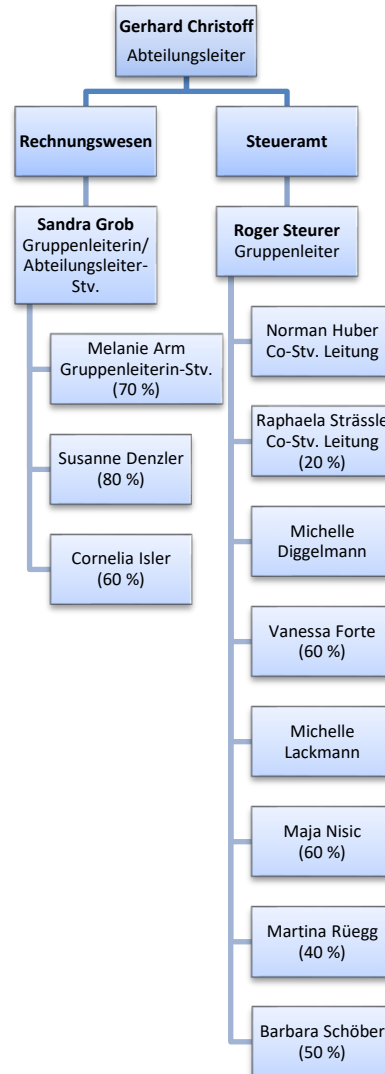 Gerhard Christoff
Abteilungsleiter
Rechnungswesen
Sandra Grob
Gruppenleiterin/
Abteilungsleiter-
Stv.
Melanie Arm
Gruppenleiterin-Stv.
(70 %)
Susanne Denzler
(80 %)
Cornelia Isler
(60 %)
Steueramt
Roger Steurer
Gruppenleiter
Norman Huber
Co-Stv. Leitung
Raphaela Strässle
Co-Stv. Leitung
(20 %)
Michelle
Diggelmann
Vanessa Forte
(60 %)
Michelle
Lackmann
Maja Nisic
(60 %)
Martina Rüegg
(40 %)
Barbara Schöber
(50 %)